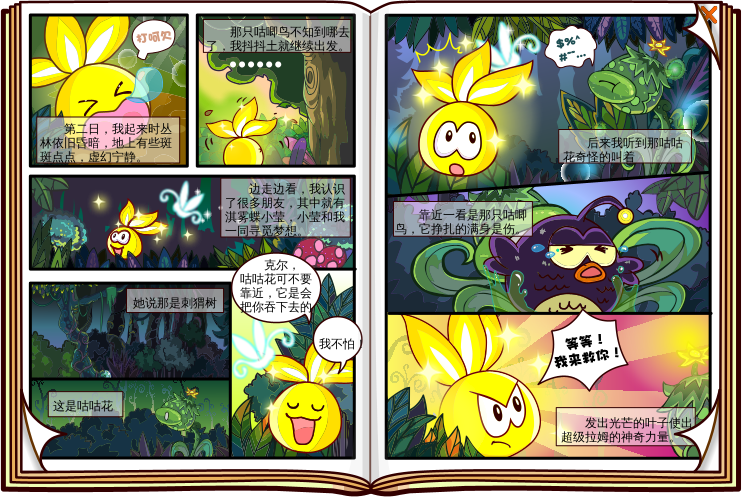 打呵欠
第二日，我起来时丛
林依旧昏暗，地上有些斑
斑点点，虚幻宁静。
那只咕唧鸟不知到哪去
了，我抖抖土就继续出发。
●●●●●●
边走边看，我认识
了很多朋友，其中就有
淇雾蝶小莹，小莹和我
一同寻觅梦想。
她说那是刺猬树
这是咕咕花
克尔，
咕咕花可不要
靠近，它是会
把你吞下去的
我不怕！
$%^
#~…
后来我听到那咕咕
花奇怪的叫着
靠近一看是那只咕唧
鸟，它挣扎的满身是伤。
等等！
我来救你！
发出光芒的叶子使出
超级拉姆的神奇力量。